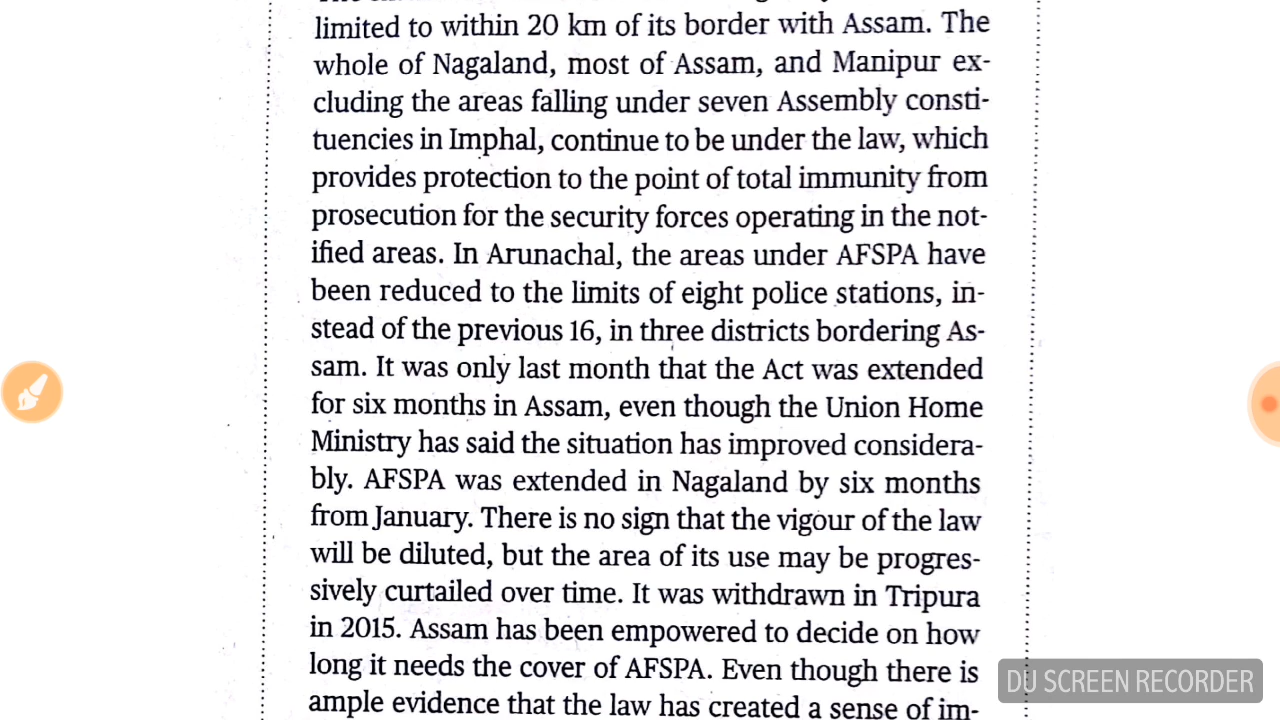 limited to within 20 km of its border with Assam. The
whole of Nagaland, most of Assam, and Manipur ex-
cluding the areas falling under seven Assembly consti-
tuencies in Imphal, continue to be under the law, which
provides protection to the point of total immunity from
prosecution for the security forces operating in the not-
ified areas. In Arunachal, the areas under AFSPA have
been reduced to the limits of eight police stations, in-
stead of the previous 16, in three districts bordering As-
sam. It was only last month that the Act was extended
for six months in Assam, even though the Union Home
Ministry has said the situation has improved considera-
bly. AFSPA was extended in Nagaland by six months
from January. There is no sign that the vigour of the law
will be diluted, but the area of its use may be progres-
sively curtailed over time. It was withdrawn in Tripura
in 2015. Assam has been empowered to decide on how
long it needs the cover of AFSPA. Even though there is
ample evidence that the law has created a sense of im-
DU SCREEN RECORDER